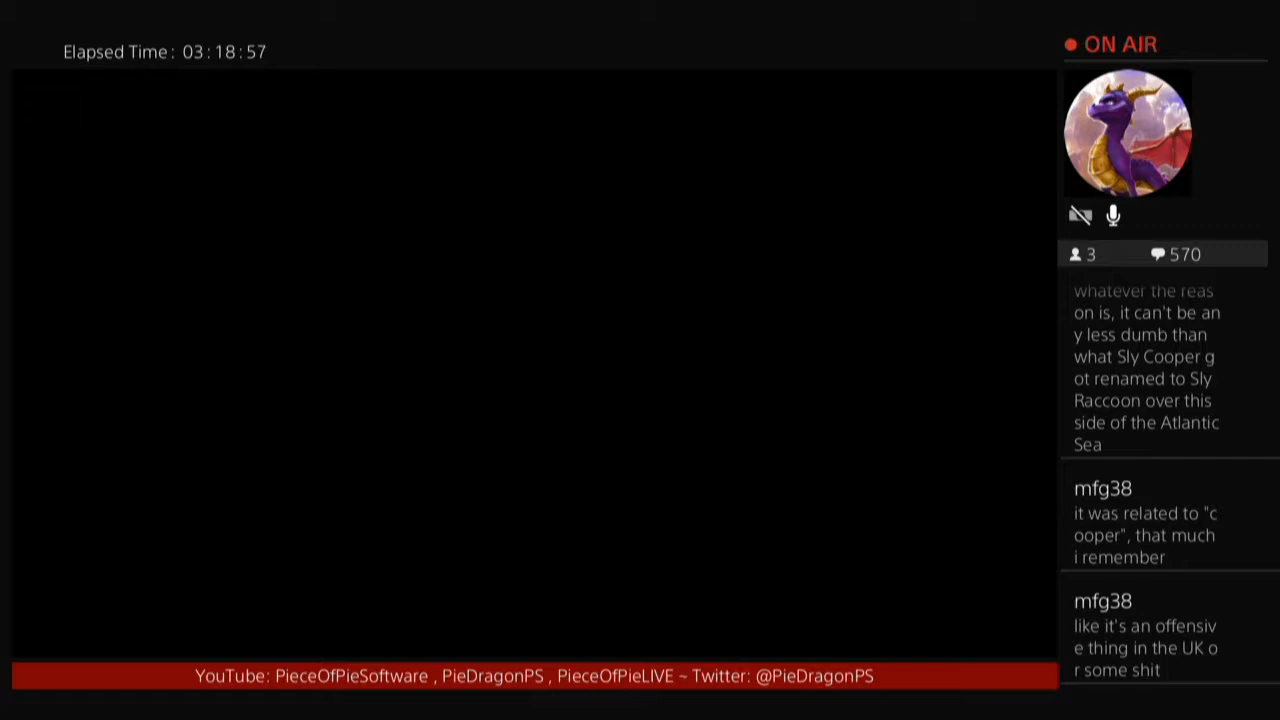 Elapsed Time: 03:18:57
ON AIR
3 570
whatever the reas
on is, it can't be an
y less dumb than
what Sly Cooper g
ot renamed to Sly
Raccoon over this
side of the Atlantic
Sea
mfg38
it was related to "c
ooper", that much
i remember
mfg38
like it's an offensiv
e thing in the UK o
r some shit
YouTube: PieceOfPieSoftware , PieDragonPS , PieceOfPieLIVE ~ Twitter: @PieDragonPS